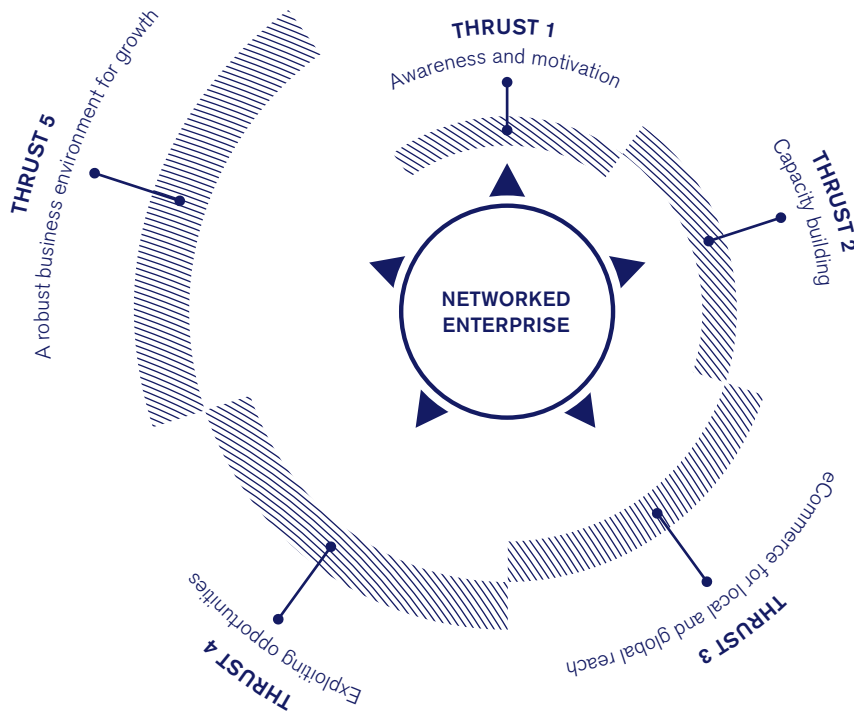 THRUST 1
Awareness and motivation
THRUST 2
Capacity building
THRUST 3
eCommerce for local and global reach
THRUST 4
Exploiting opportunities
THRUST 5
A robust business environment for growth
NETWORKED
ENTERPRISE